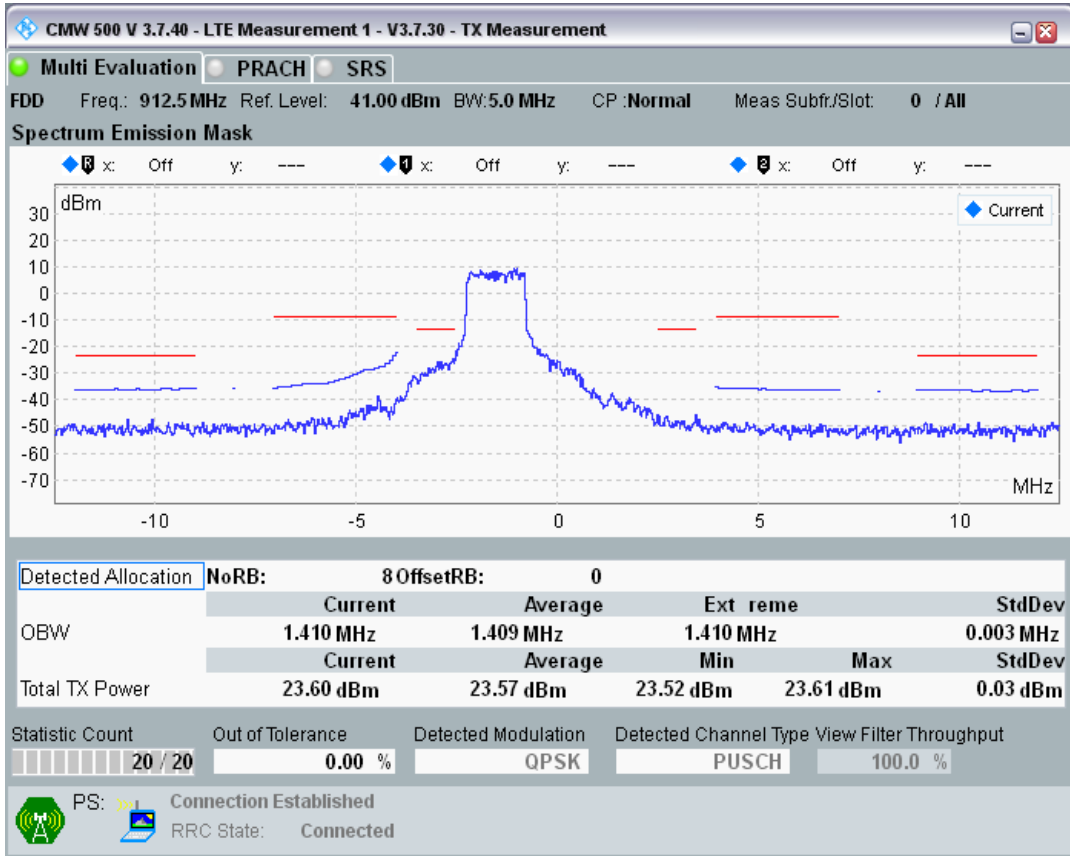 CMW 500 V 3.7.40 - LTE Measurement 1 - V3.7.30 - TX Measurement
Multi Evaluation PRACH SRS
FDD Freq.: 912.5 MHz Ref. Level: 41.00 dBm BW: 5.0 MHz CP : Normal Meas Subfr./Slot: 0 / All
Spectrum Emission Mask
R x: Off y: --- 1 x: Off y: --- 2 x: Off y: ---
dBm
Current
30
20
10
0
-10
-20
-30
-40
-50
-60
-70
MHz
-10 -5 0 5 10
Detected Allocation NoRB: 8 OffsetRB: 0
Current Average Ext reme StdDev
OBW 1.410 MHz 1.409 MHz 1.410 MHz 0.003 MHz
Current Average Min Max StdDev
Total TX Power 23.60 dBm 23.57 dBm 23.52 dBm 23.61 dBm 0.03 dBm
Statistic Count Out of Tolerance Detected Modulation Detected Channel Type View Filter Throughput
20 / 20 0.00 % QPSK PUSCH 100.0 %
PS: Connection Established
RRC State: Connected